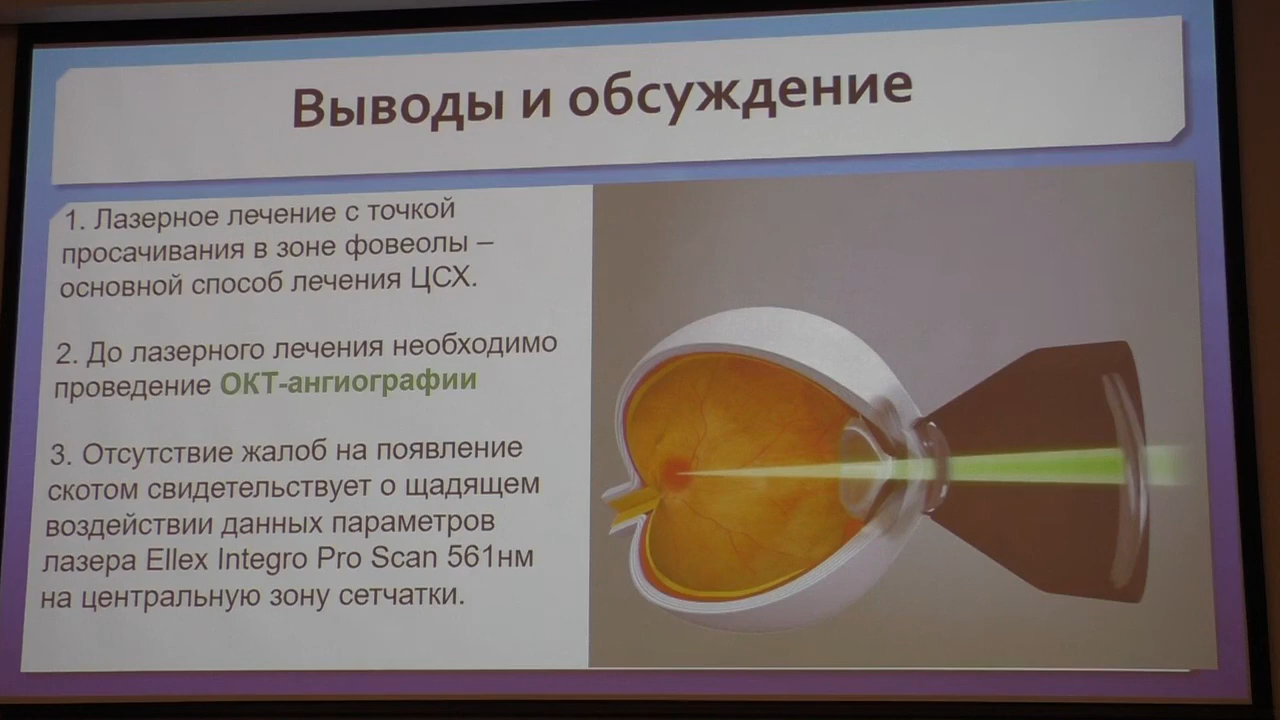 Выводы и обсуждение
1. Лазерное лечение с точкой
просачивания в зоне фовеолы –
основной способ лечения ЦСХ.
2. До лазерного лечения необходимо
проведение ОКТ-ангиографии
3. Отсутствие жалоб на появление
скотом свидетельствует о щадящем
воздействии данных параметров
лазера Ellex Integro Pro Scan 561нм
на центральную зону сетчатки.